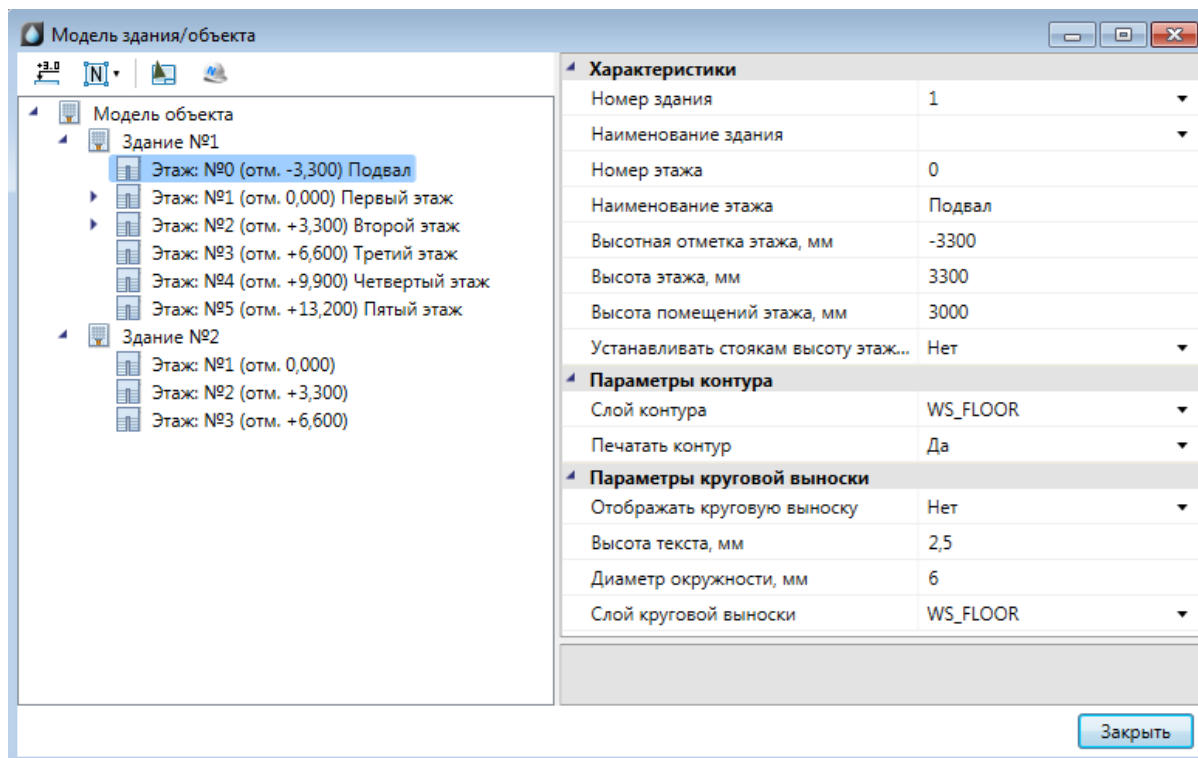 Модель здания/объекта
+3.0
N
Модель объекта
Здание №1
Этаж: №0 (отм. -3,300) Подвал
Этаж: №1 (отм. 0,000) Первый этаж
Этаж: №2 (отм. +3,300) Второй этаж
Этаж: №3 (отм. +6,600) Третий этаж
Этаж: №4 (отм. +9,900) Четвертый этаж
Этаж: №5 (отм. +13,200) Пятый этаж
Здание №2
Этаж: №1 (отм. 0,000)
Этаж: №2 (отм. +3,300)
Этаж: №3 (отм. +6,600)
Характеристики
Номер здания 1
Наименование здания
Номер этажа 0
Наименование этажа Подвал
Высотная отметка этажа, мм -3300
Высота этажа, мм 3300
Высота помещений этажа, мм 3000
Устанавливать стоякам высоту этаж... Нет
Параметры контура
Слой контура WS_FLOOR
Печатать контур Да
Параметры круговой выноски
Отображать круговую выноску Нет
Высота текста, мм 2,5
Диаметр окружности, мм 6
Слой круговой выноски WS_FLOOR
Закрыть